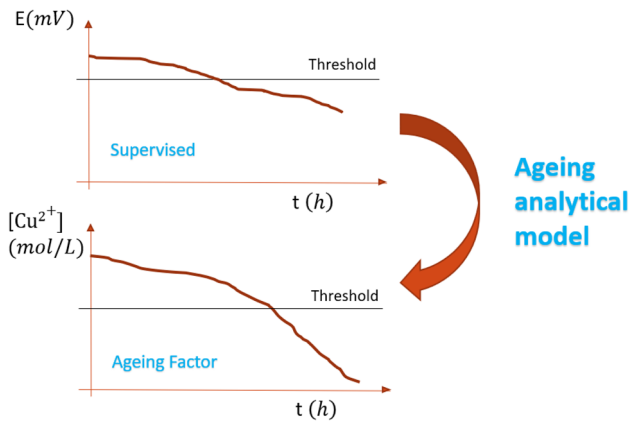 E(mV)
Threshold
Supervised
t (h)
Ageing
analytical
model
[Cu²⁺]
(mol/L)
Threshold
Ageing Factor
t (h)